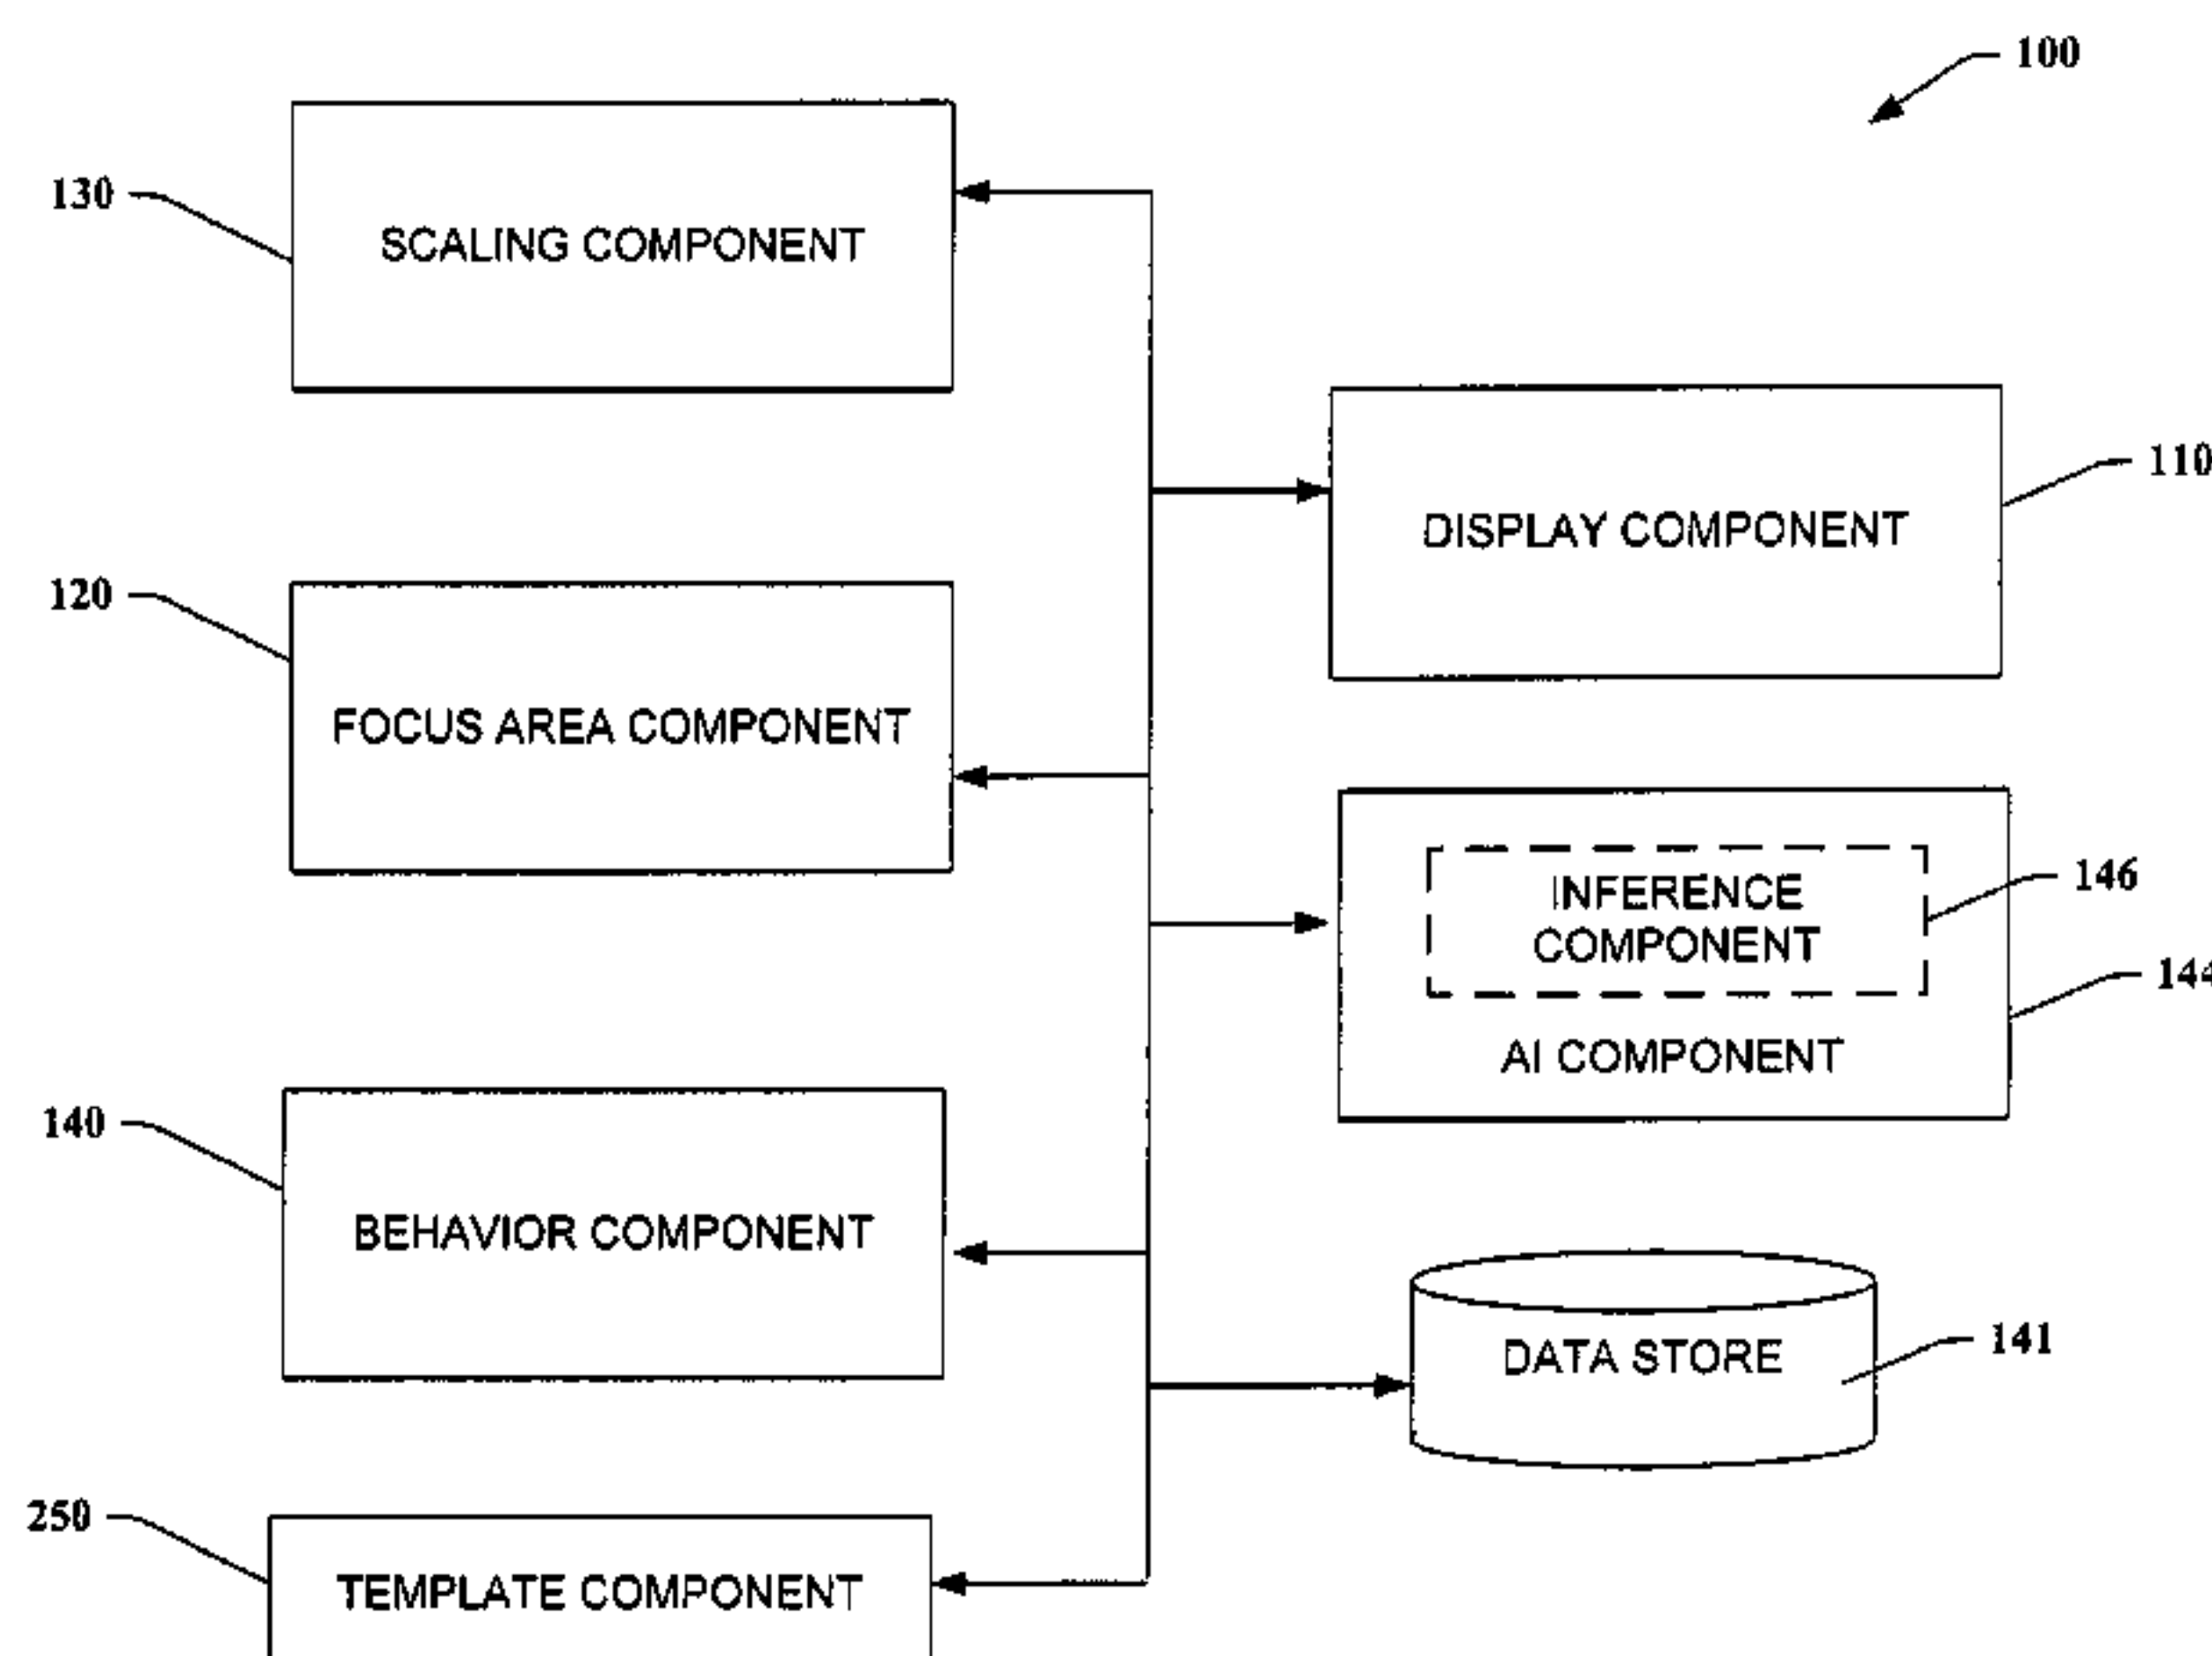 100
130
SCALING COMPONENT
110
DISPLAY COMPONENT
120
FOCUS AREA COMPONENT
146
INFERENCE
COMPONENT
144
AI COMPONENT
140
BEHAVIOR COMPONENT
141
DATA STORE
250
TEMPLATE COMPONENT